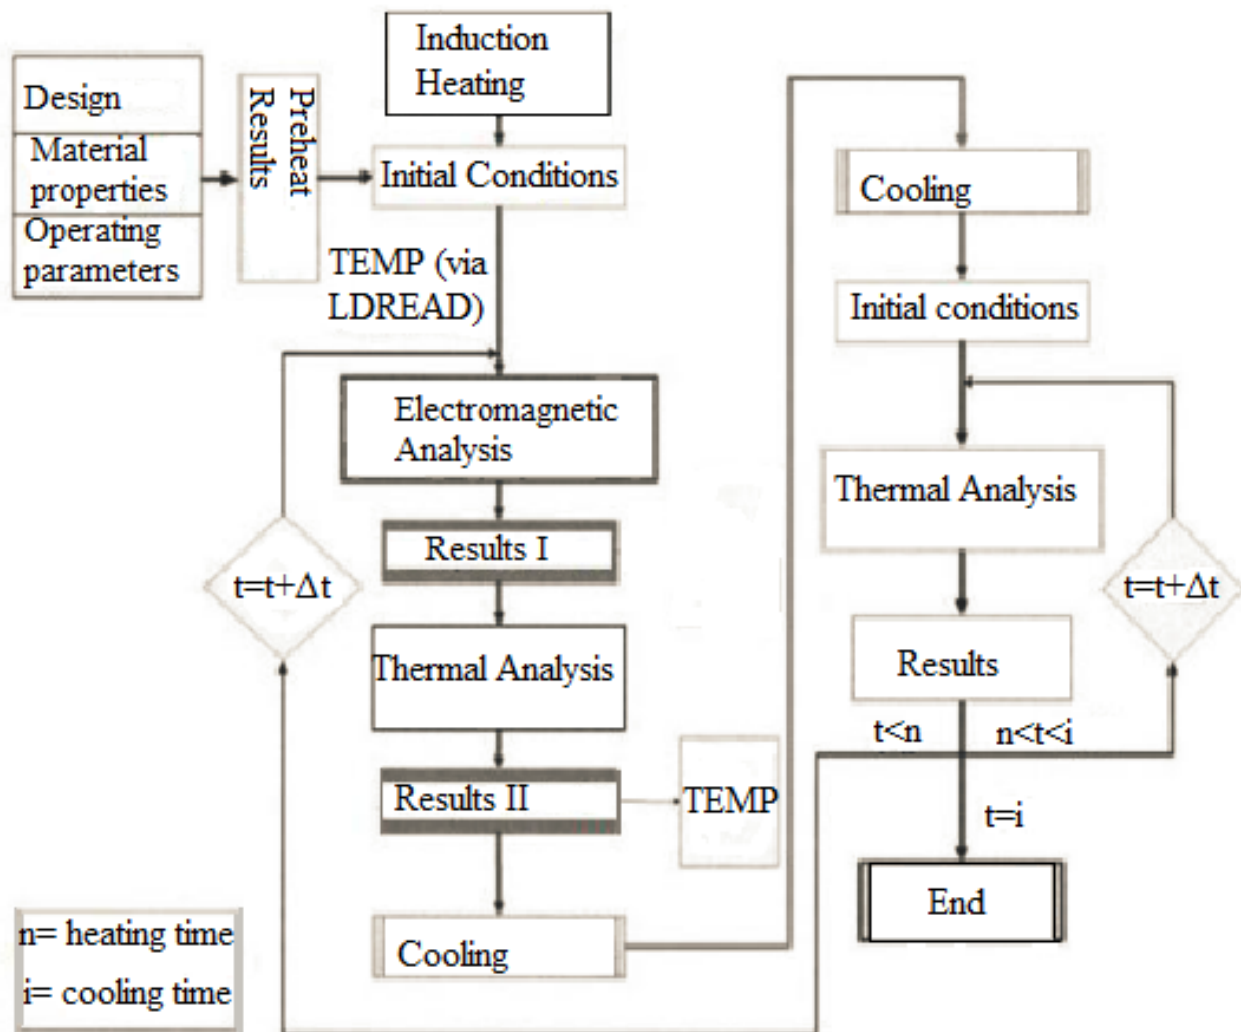 Induction
Heating
Design
Material
properties
Operating
parameters
Preheat
Results
Initial Conditions
TEMP (via
LDREAD)
Electromagnetic
Analysis
Results I
t=t+Δt
Thermal Analysis
Results II
TEMP
Cooling
n= heating time
i= cooling time
Cooling
Initial conditions
Thermal Analysis
t=t+Δt
Results
t<n
n<t<i
t=i
End